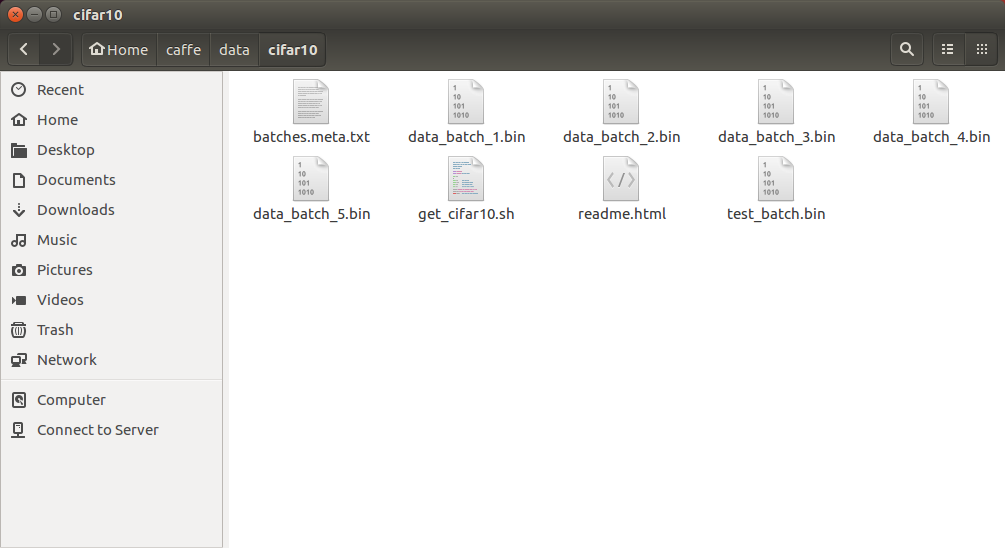 cifar10
Home caffe data cifar10
Recent
Home
Desktop
Documents
Downloads
Music
Pictures
Videos
Trash
Network
Computer
Connect to Server
1 1 1 1
10 10 10 10
101 101 101 101
1010 1010 1010 1010
batches.meta.txt data_batch_1.bin data_batch_2.bin data_batch_3.bin data_batch_4.bin
1 1
10 10
101 </> 101
1010 1010
data_batch_5.bin get_cifar10.sh readme.html test_batch.bin